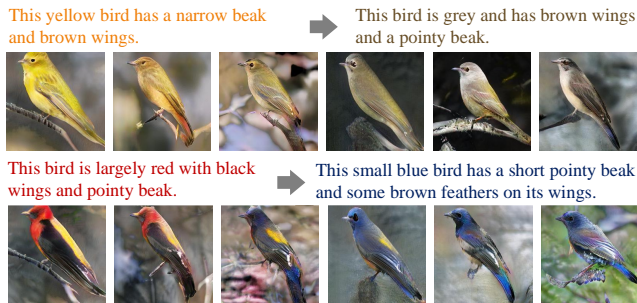 This yellow bird has a narrow beak
and brown wings.
This bird is grey and has brown wings
and a pointy beak.
This bird is largely red with black
wings and pointy beak.
This small blue bird has a short pointy beak
and some brown feathers on its wings.